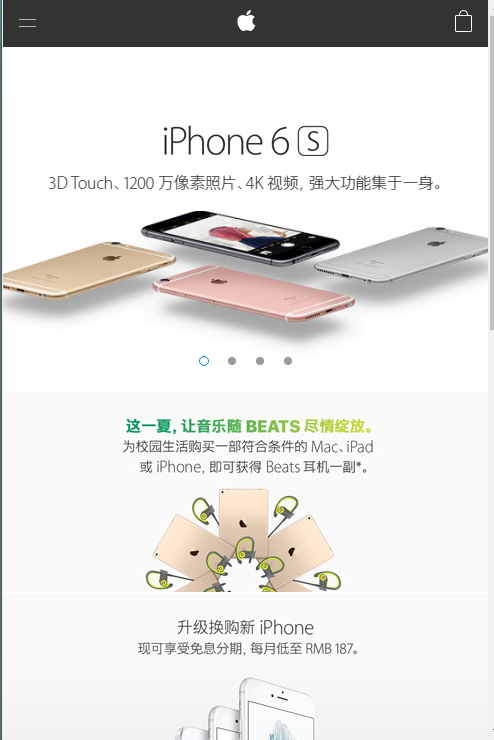 iPhone 6 S
3D Touch、1200 万像素照片、4K 视频，强大功能集于一身。
这一夏，让音乐随 BEATS 尽情绽放。
为校园生活购买一部符合条件的 Mac、iPad
或 iPhone，即可获得 Beats 耳机一副*。
升级换购新 iPhone
现可享受免息分期，每月低至 RMB 187。